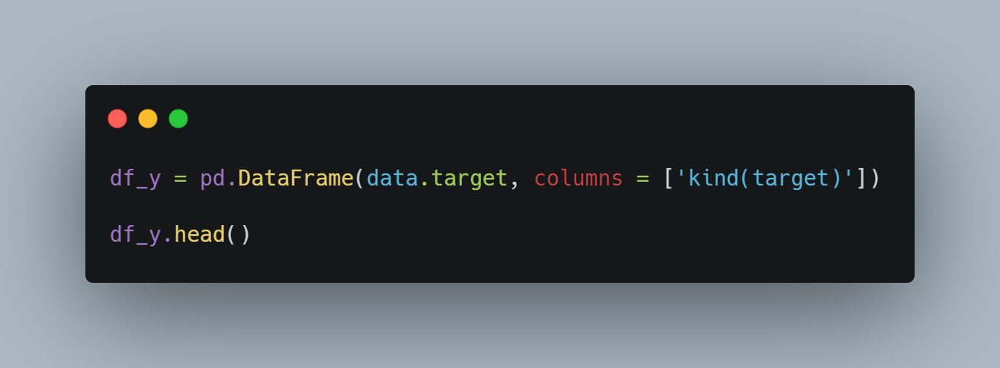 df_y = pd.DataFrame(data.target, columns = ['kind(target)'])
df_y.head()